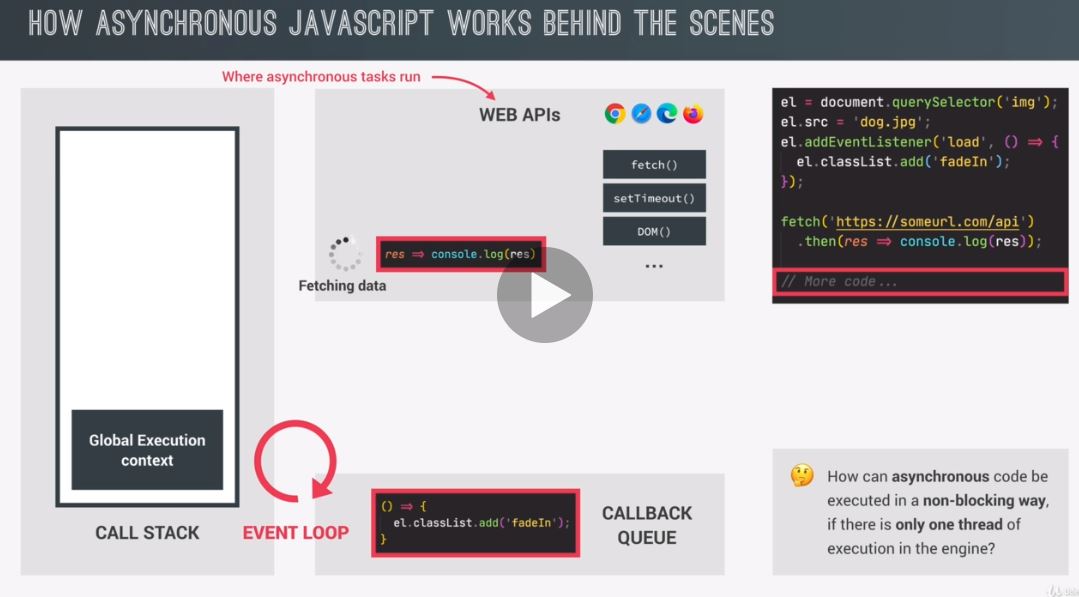 HOW ASYNCHRONOUS JAVASCRIPT WORKS BEHIND THE SCENES
Where asynchronous tasks run
WEB APIs
fetch()
setTimeout()
DOM()
...
res => console.log(res)
Fetching data
Global Execution
context
CALL STACK
EVENT LOOP
() => {
el.classList.add('fadeIn');
}
CALLBACK
QUEUE
el = document.querySelector('img');
el.src = 'dog.jpg';
el.addEventListener('load', () => {
el.classList.add('fadeIn');
});
fetch('https://someurl.com/api')
.then(res => console.log(res));
// More code...
How can asynchronous code be
executed in a non-blocking way,
if there is only one thread of
execution in the engine?